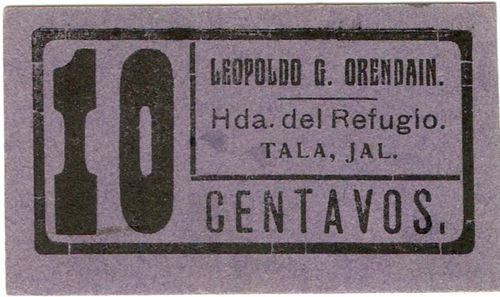 10
LEOPOLDO G. ORENDAIN.
Hda. del Refugio.
TALA, JAL.
CENTAVOS.